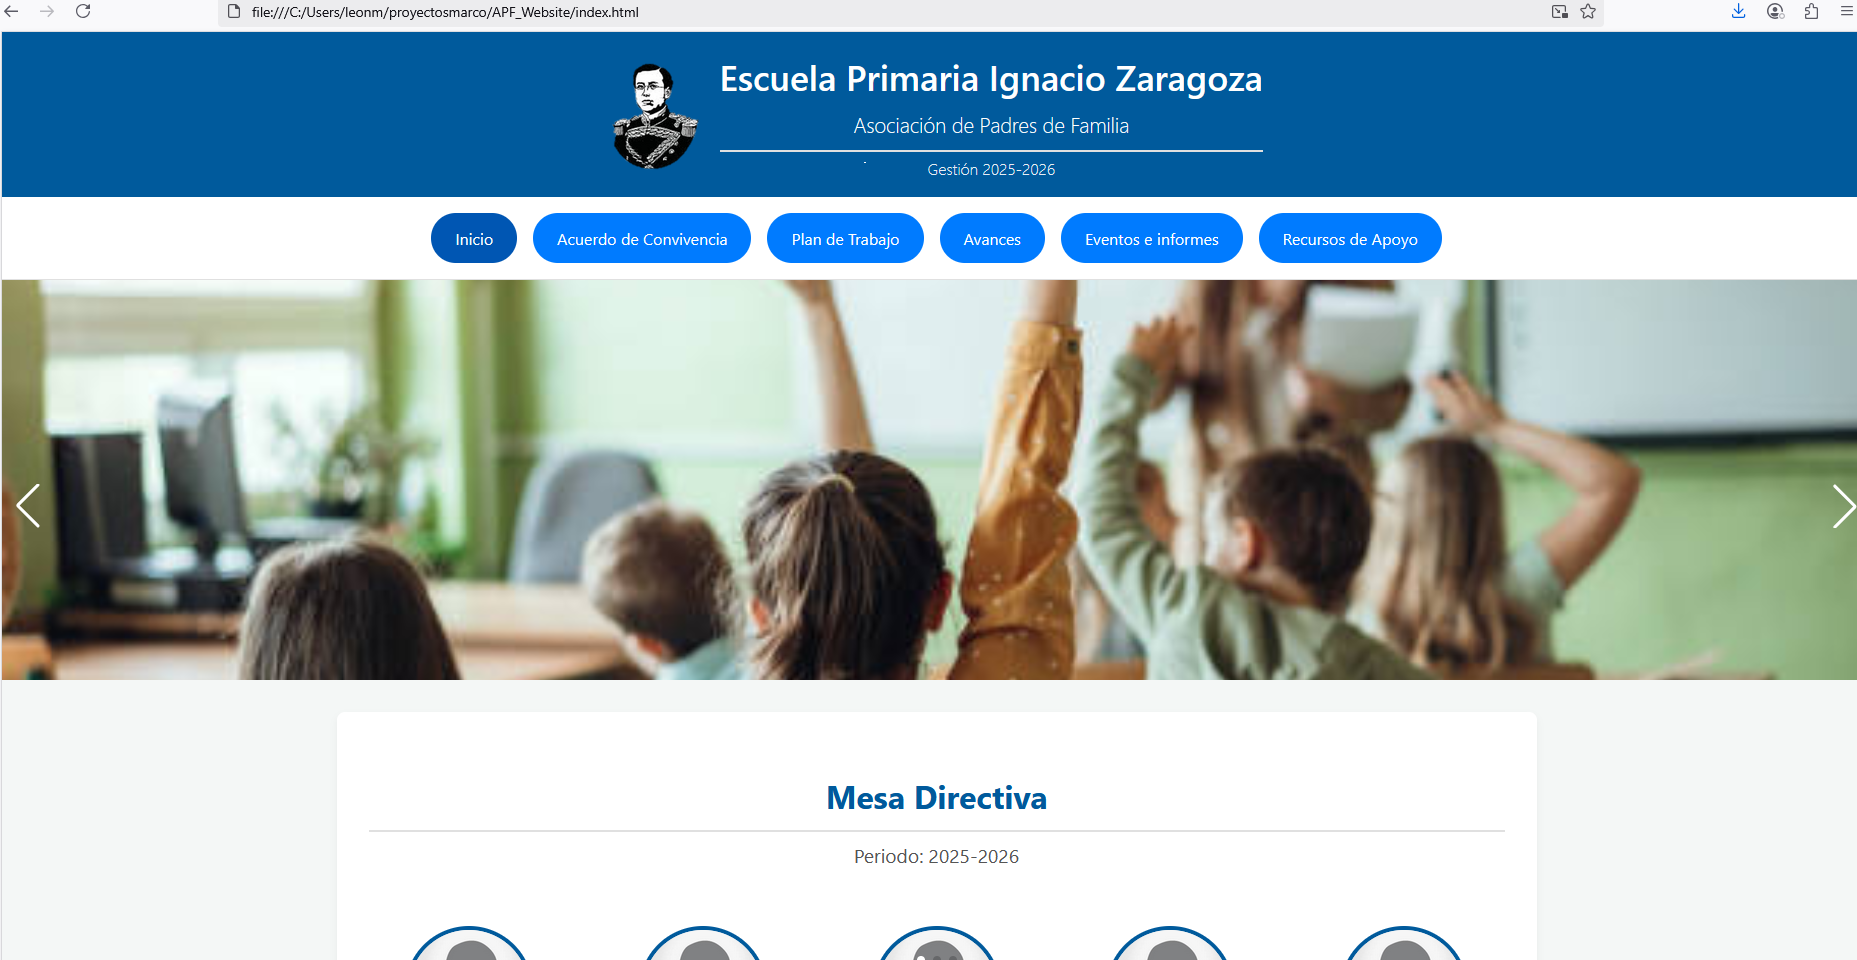 file:///C:/Users/leonm/proyectosmarco/APF_Website/index.html
Escuela Primaria Ignacio Zaragoza
Asociación de Padres de Familia
Gestión 2025-2026
Inicio
Acuerdo de Convivencia
Plan de Trabajo
Avances
Eventos e informes
Recursos de Apoyo
Mesa Directiva
Periodo: 2025-2026